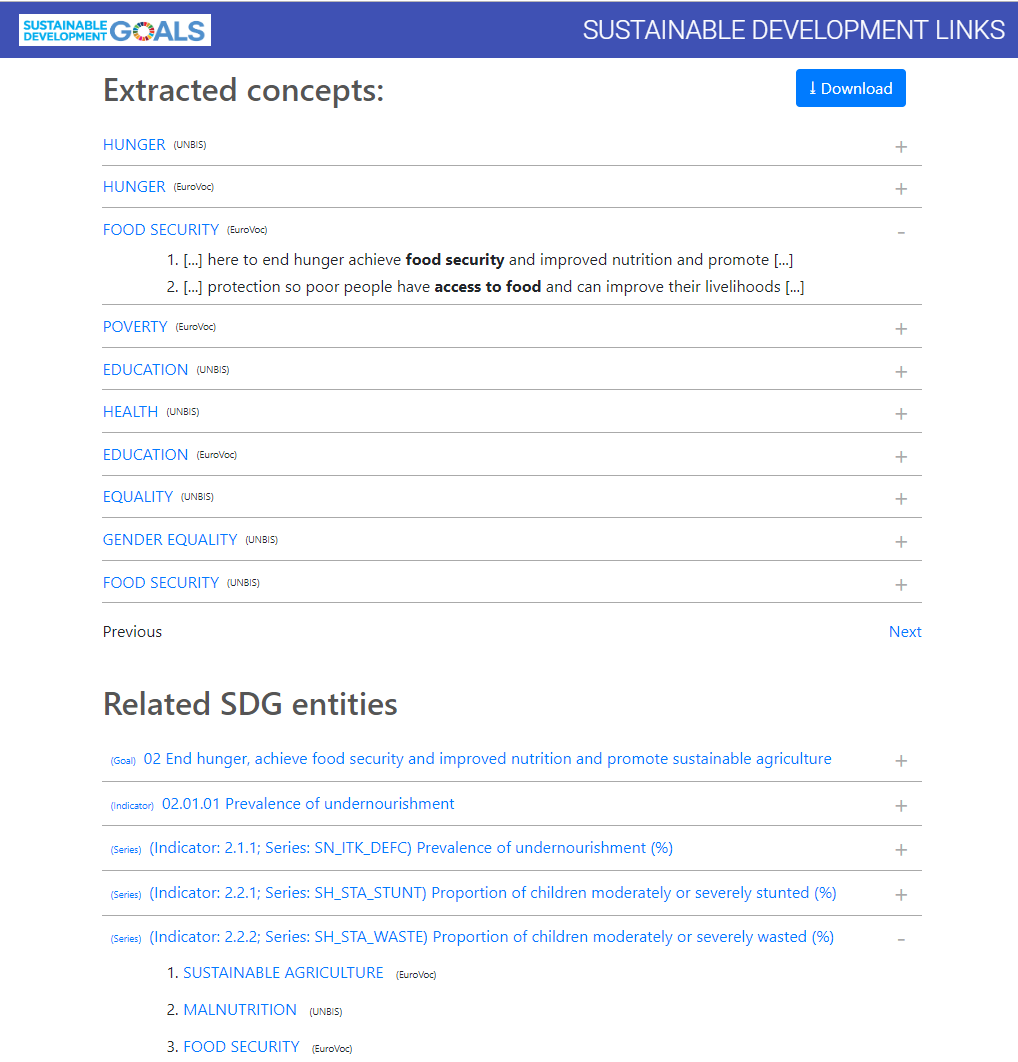 SUSTAINABLE DEVELOPMENT GOALS
SUSTAINABLE DEVELOPMENT LINKS
Extracted concepts:
⤓ Download
HUNGER (UNBIS) +
HUNGER (EuroVoc) +
FOOD SECURITY (EuroVoc) -
1. [...] here to end hunger achieve food security and improved nutrition and promote [...]
2. [...] protection so poor people have access to food and can improve their livelihoods [...]
POVERTY (EuroVoc) +
EDUCATION (UNBIS) +
HEALTH (UNBIS) +
EDUCATION (EuroVoc) +
EQUALITY (UNBIS) +
GENDER EQUALITY (UNBIS) +
FOOD SECURITY (UNBIS) +
Previous Next
Related SDG entities
(Goal) 02 End hunger, achieve food security and improved nutrition and promote sustainable agriculture +
(Indicator) 02.01.01 Prevalence of undernourishment +
(Series) (Indicator: 2.1.1; Series: SN_ITK_DEFC) Prevalence of undernourishment (%) +
(Series) (Indicator: 2.2.1; Series: SH_STA_STUNT) Proportion of children moderately or severely stunted (%) +
(Series) (Indicator: 2.2.2; Series: SH_STA_WASTE) Proportion of children moderately or severely wasted (%) -
1. SUSTAINABLE AGRICULTURE (EuroVoc)
2. MALNUTRITION (UNBIS)
3. FOOD SECURITY (EuroVoc)